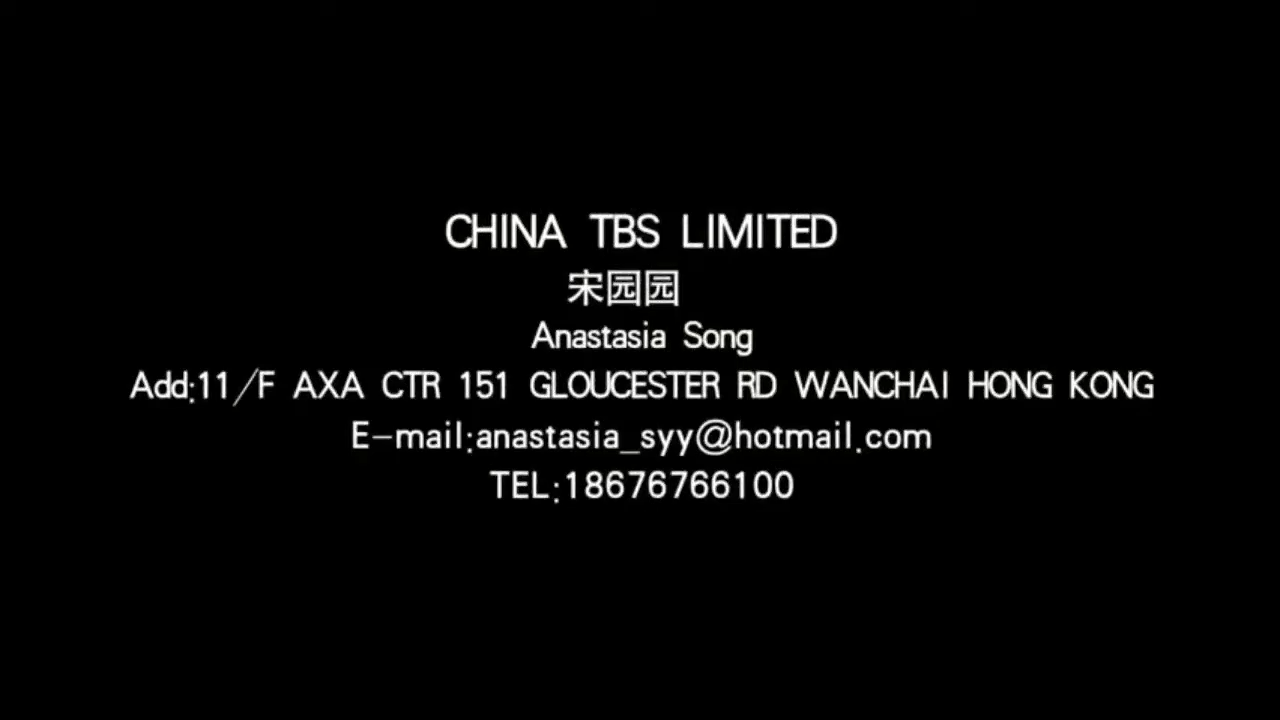 CHINA TBS LIMITED
宋园园
Anastasia Song
Add:11/F AXA CTR 151 GLOUCESTER RD WANCHAI HONG KONG
E-mail:anastasia_syy@hotmail.com
TEL:18676766100